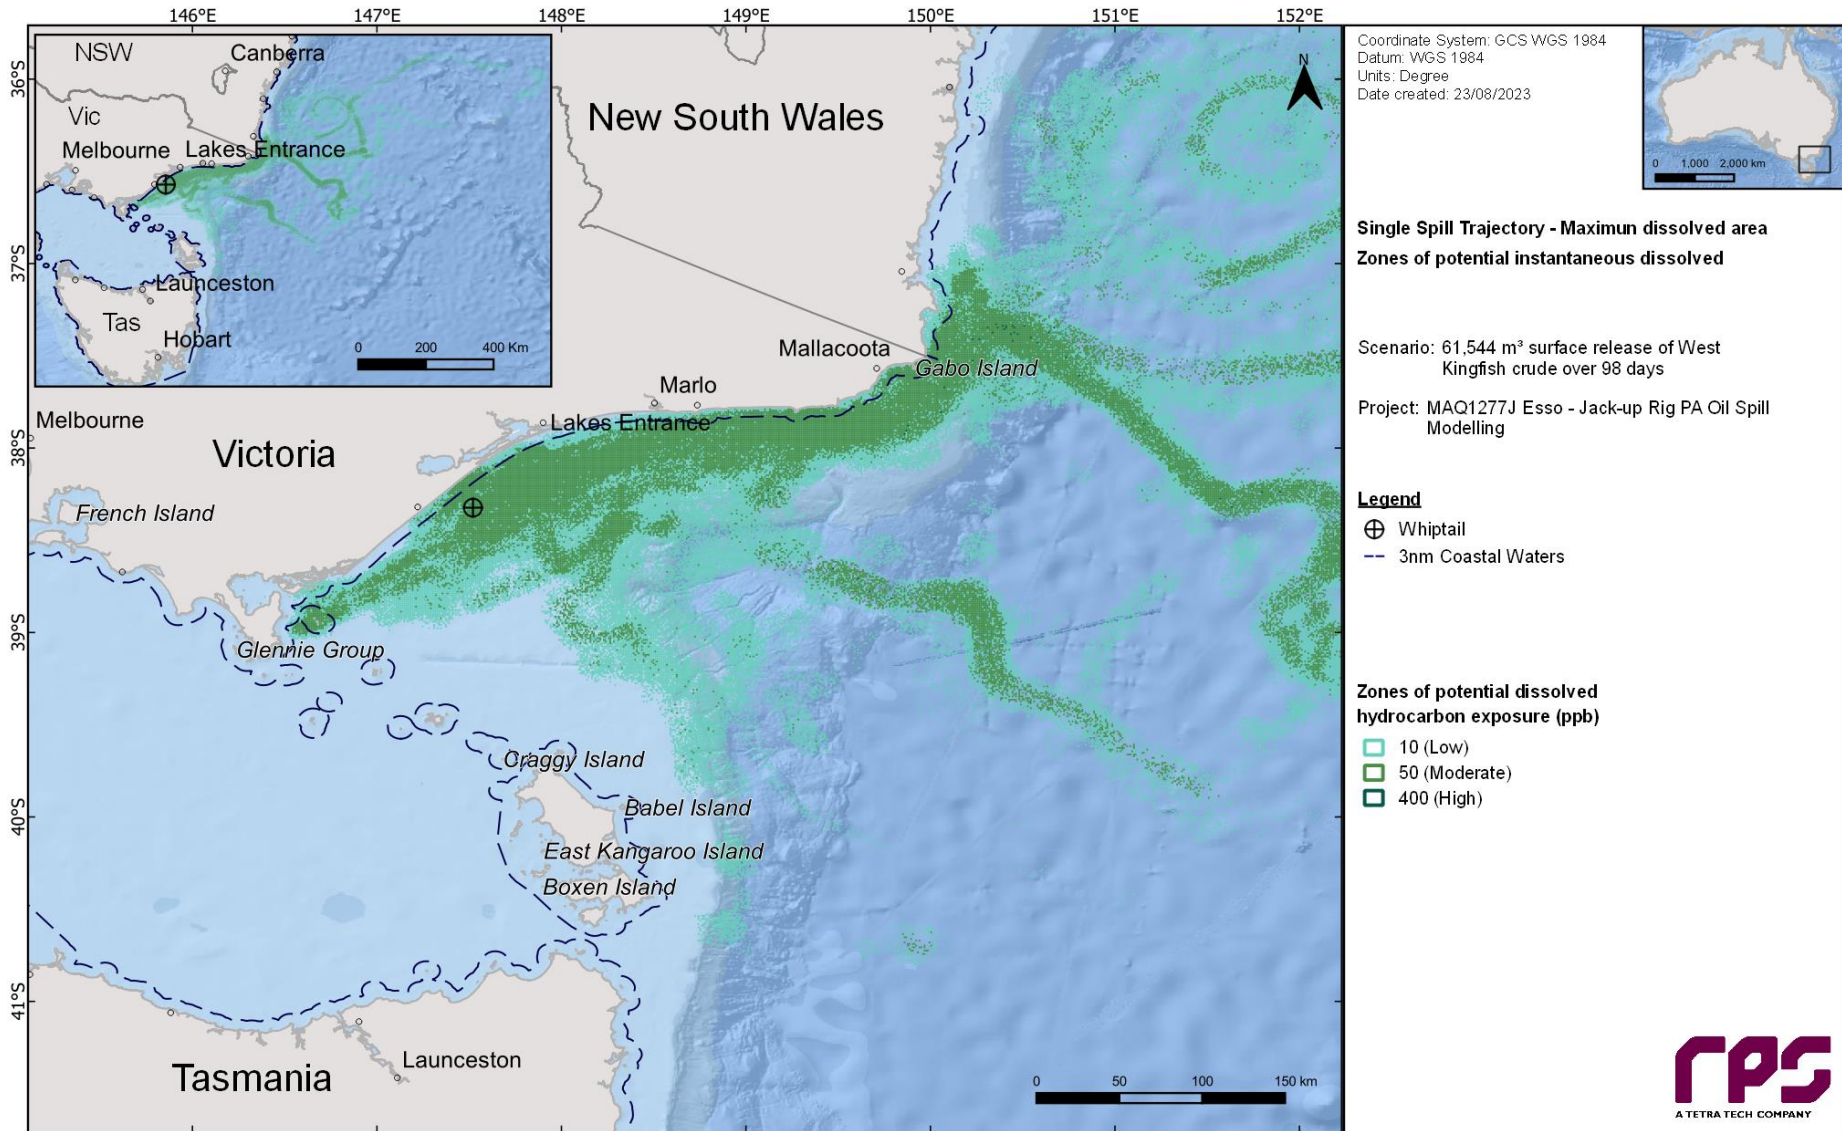 146°E 147°E 148°E 149°E 150°E 151°E 152°E
36°S
37°S
38°S
39°S
40°S
41°S
NSW
Canberra
Vic
Melbourne
Lakes Entrance
Launceston
Tas
Hobart
0 200 400 Km
New South Wales
N
Mallacoota
Gabo Island
Marlo
Melbourne
Lakes Entrance
Victoria
French Island
Glennie Group
Craggy Island
Babel Island
East Kangaroo Island
Boxen Island
Launceston
Tasmania
0 50 100 150 km
Coordinate System: GCS WGS 1984
Datum: WGS 1984
Units: Degree
Date created: 23/08/2023
0 1,000 2,000 km
Single Spill Trajectory - Maximun dissolved area
Zones of potential instantaneous dissolved
Scenario: 61,544 m³ surface release of West
Kingfish crude over 98 days
Project: MAQ1277J Esso - Jack-up Rig PA Oil Spill
Modelling
Legend
Whiptail
3nm Coastal Waters
Zones of potential dissolved
hydrocarbon exposure (ppb)
10 (Low)
50 (Moderate)
400 (High)
rps
A TETRA TECH COMPANY